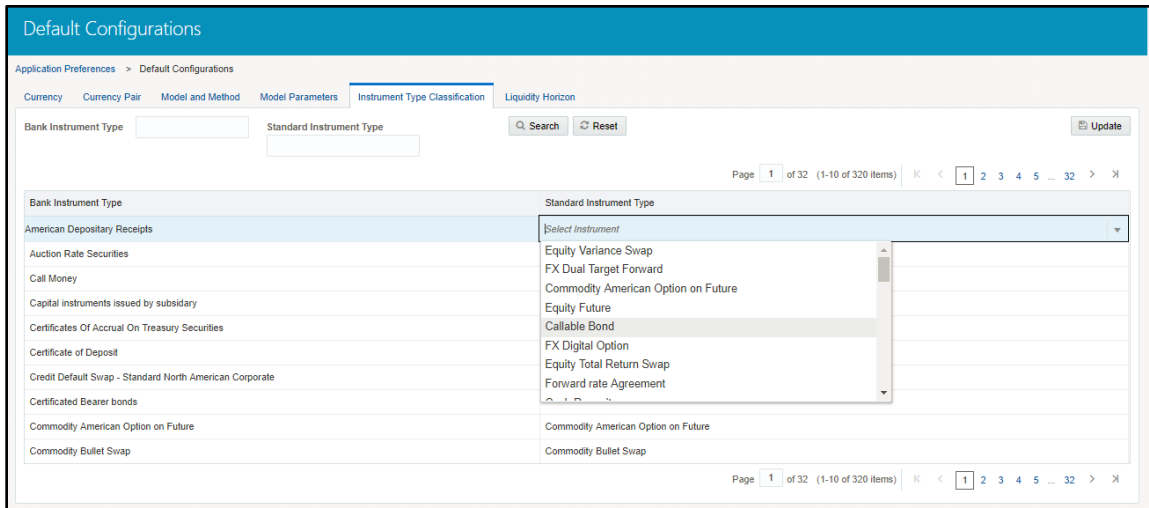 Default Configurations
Application Preferences > Default Configurations
Currency Currency Pair Model and Method Model Parameters Instrument Type Classification Liquidity Horizon
Bank Instrument Type Standard Instrument Type Search Reset Update
Page 1 of 32 (1-10 of 320 items) K < 1 2 3 4 5 ... 32 > X
Bank Instrument Type Standard Instrument Type
American Depositary Receipts Select Instrument
Auction Rate Securities Equity Variance Swap
FX Dual Target Forward
Call Money Commodity American Option on Future
Capital instruments issued by subsidary Equity Future
Certificates Of Accrual On Treasury Securities Callable Bond
Certificate of Deposit FX Digital Option
Equity Total Return Swap
Credit Default Swap - Standard North American Corporate Forward rate Agreement
Certificated Bearer bonds
Commodity American Option on Future Commodity American Option on Future
Commodity Bullet Swap Commodity Bullet Swap
Page 1 of 32 (1-10 of 320 items) K < 1 2 3 4 5 ... 32 > X